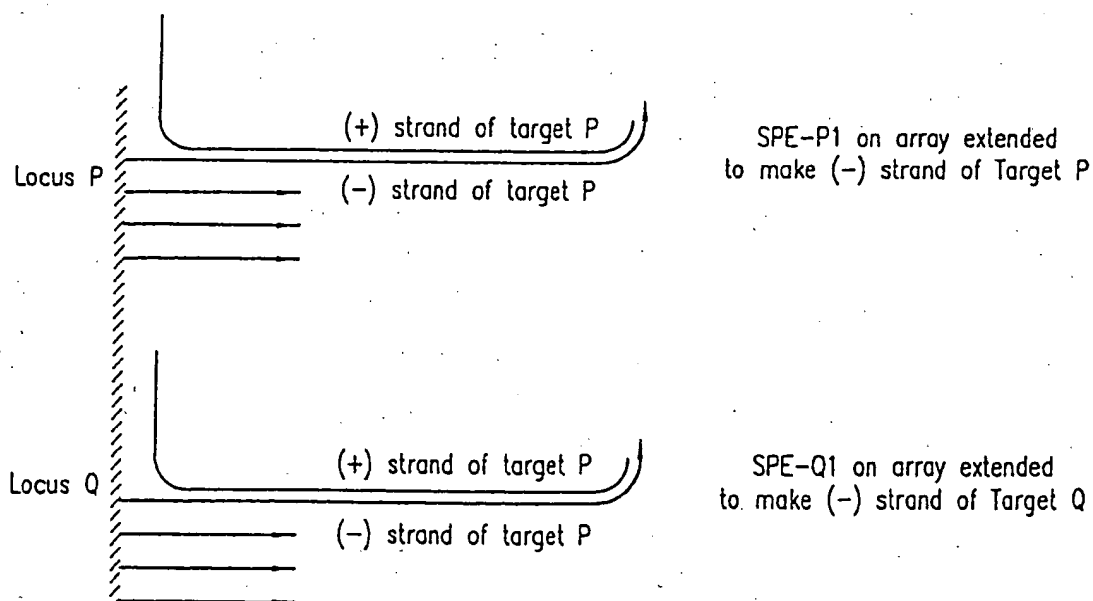 (+) strand of target P
SPE-P1 on array extended
to make (-) strand of Target P
Locus P
(-) strand of target P
(+) strand of target P
SPE-Q1 on array extended
to make (-) strand of Target Q
Locus Q
(-) strand of target P